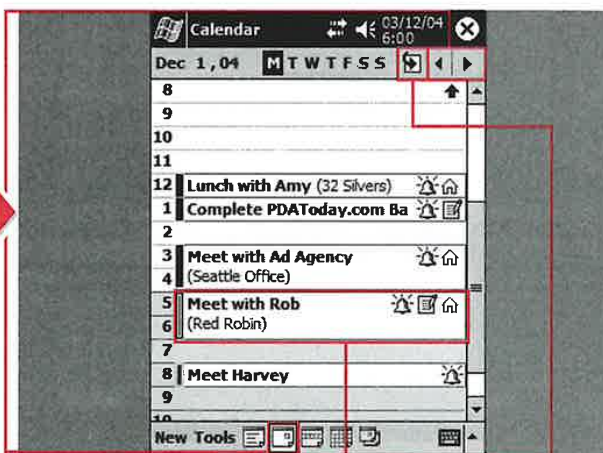 Calendar 03/12/04
6:00
Dec 1,04 M T W T F S S
8
9
10
11
12 Lunch with Amy (32 Silvers)
1 Complete PDAToday.com Ba
2
3 Meet with Ad Agency
4 (Seattle Office)
5 Meet with Rob
6 (Red Robin)
7
8 Meet Harvey
9
10
New Tools